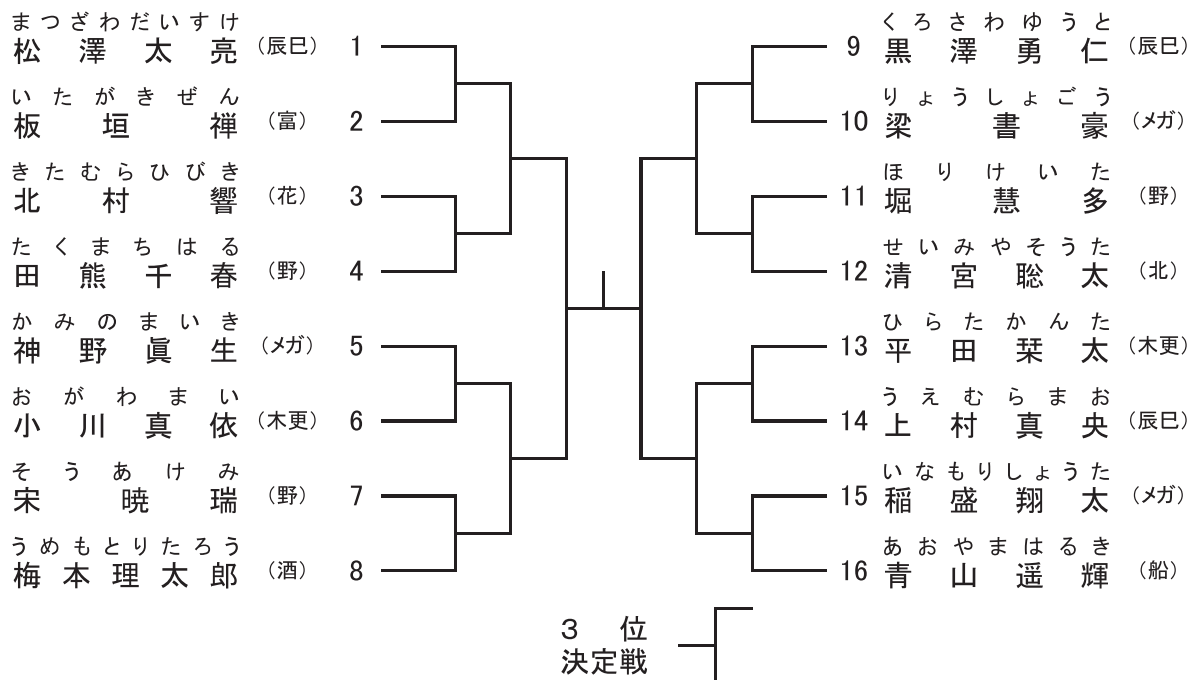 まつざわだいすけ
松澤太亮 (辰巳) 1
いたがきぜん
板垣禅 (富) 2
きたむらひびき
北村響 (花) 3
たくまちはる
田熊千春 (野) 4
かみのまいき
神野眞生 (メガ) 5
おがわまい
小川真依 (木更) 6
そうあけみ
宋暁瑞 (野) 7
うめもとりたろう
梅本理太郎 (酒) 8
くろさわゆうと
9 黒澤勇仁 (辰巳)
りょうしょごう
10 梁書豪 (メガ)
ほりけいた
11 堀慧多 (野)
せいみやそうた
12 清宮聡太 (北)
ひらたかんた
13 平田栞太 (木更)
うえむらまお
14 上村真央 (辰巳)
いなもりしょうた
15 稲盛翔太 (メガ)
あおやまはるき
16 青山遥輝 (船)
3位
決定戦